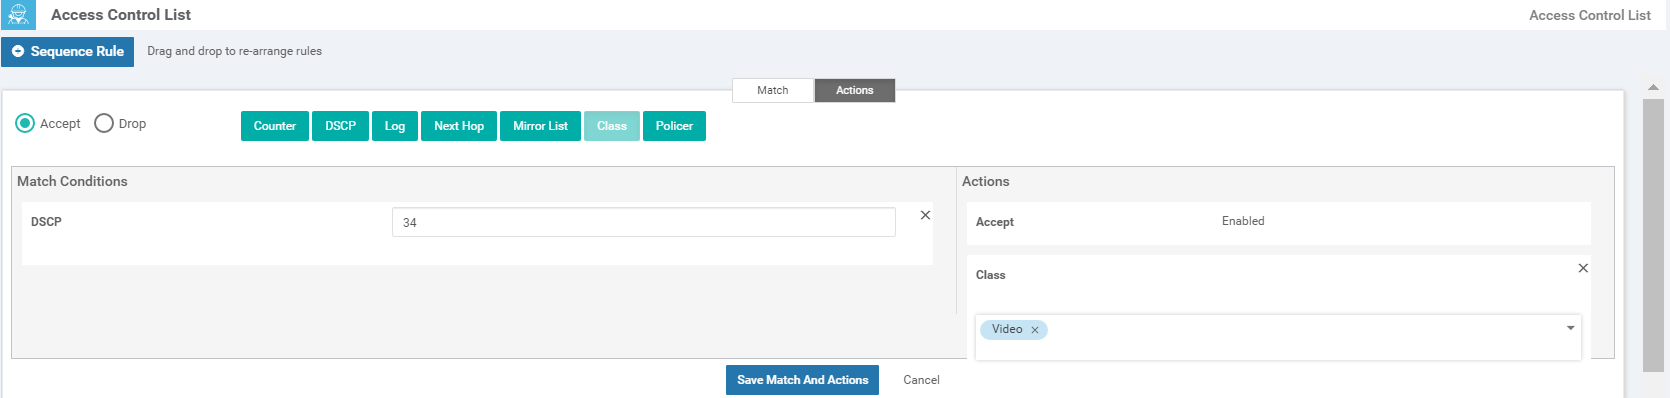 Access Control List
Access Control List
Sequence Rule
Drag and drop to re-arrange rules
Match
Actions
Accept
Drop
Counter
DSCP
Log
Next Hop
Mirror List
Class
Policer
Match Conditions
Actions
DSCP
34
Accept
Enabled
Class
Video
Save Match And Actions
Cancel